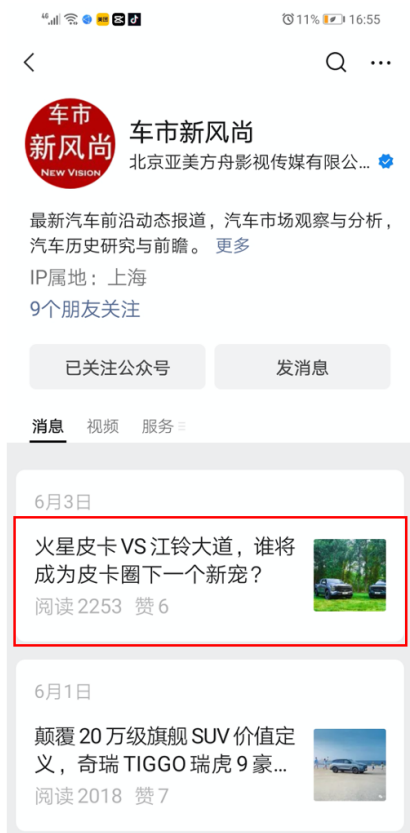 4G 11% 16:55
车市
新风尚
NEW VISION
车市新风尚
北京亚美方舟影视传媒有限公...
最新汽车前沿动态报道，汽车市场观察与分析，
汽车历史研究与前瞻。 更多
IP属地：上海
9个朋友关注
已关注公众号 发消息
消息 视频 服务
6月3日
火星皮卡 VS 江铃大道，谁将
成为皮卡圈下一个新宠？
阅读 2253 赞 6
6月1日
颠覆 20 万级旗舰 SUV 价值定
义，奇瑞 TIGGO 瑞虎 9 豪...
阅读 2018 赞 7